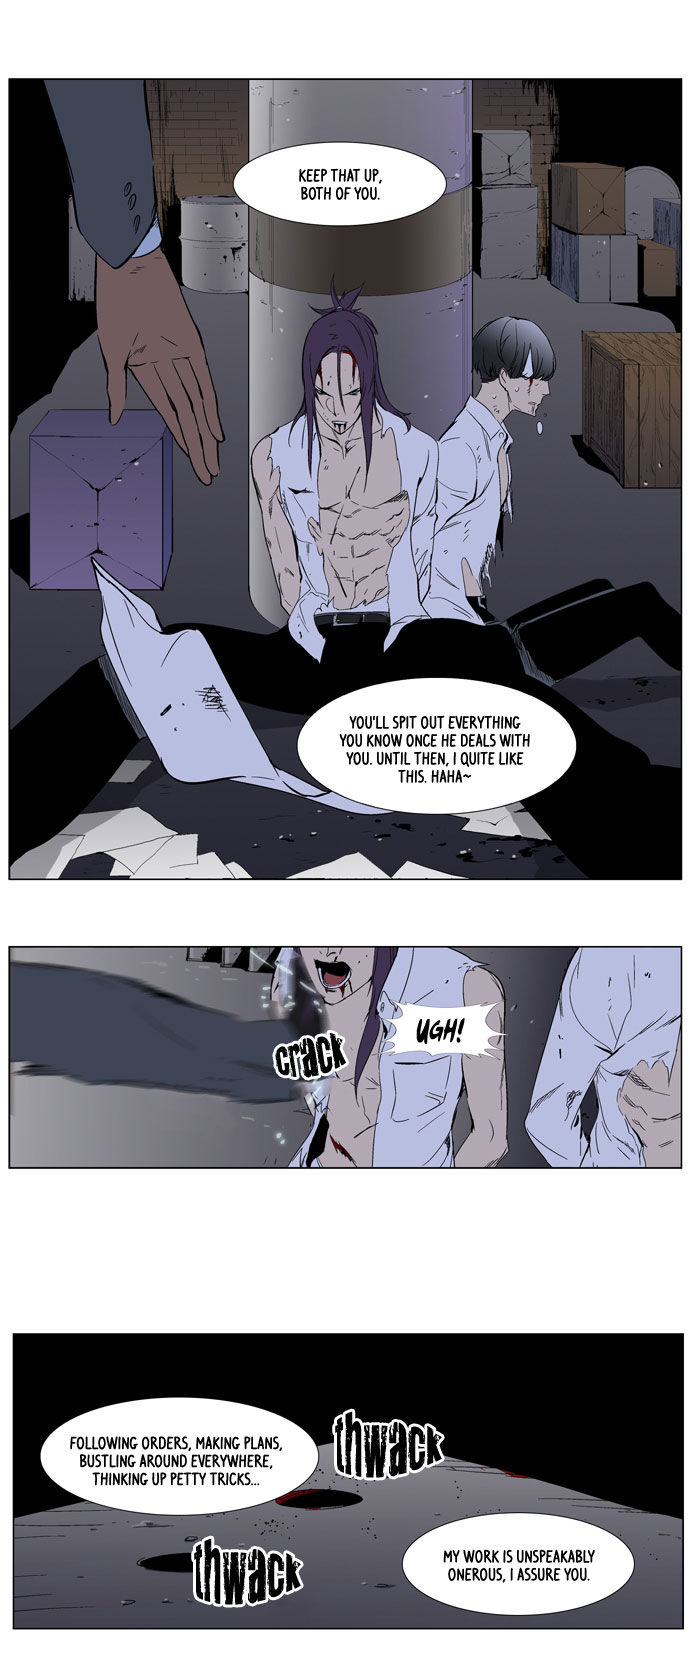 KEEP THAT UP,
BOTH OF YOU.
YOU'LL SPIT OUT EVERYTHING
YOU KNOW ONCE HE DEALS WITH
YOU. UNTIL THEN, I QUITE LIKE
THIS. HAHA~
UGH!
crack
thwack
FOLLOWING ORDERS, MAKING PLANS,
BUSTLING AROUND EVERYWHERE,
THINKING UP PETTY TRICKS...
thwack
MY WORK IS UNSPEAKABLY
ONEROUS, I ASSURE YOU.